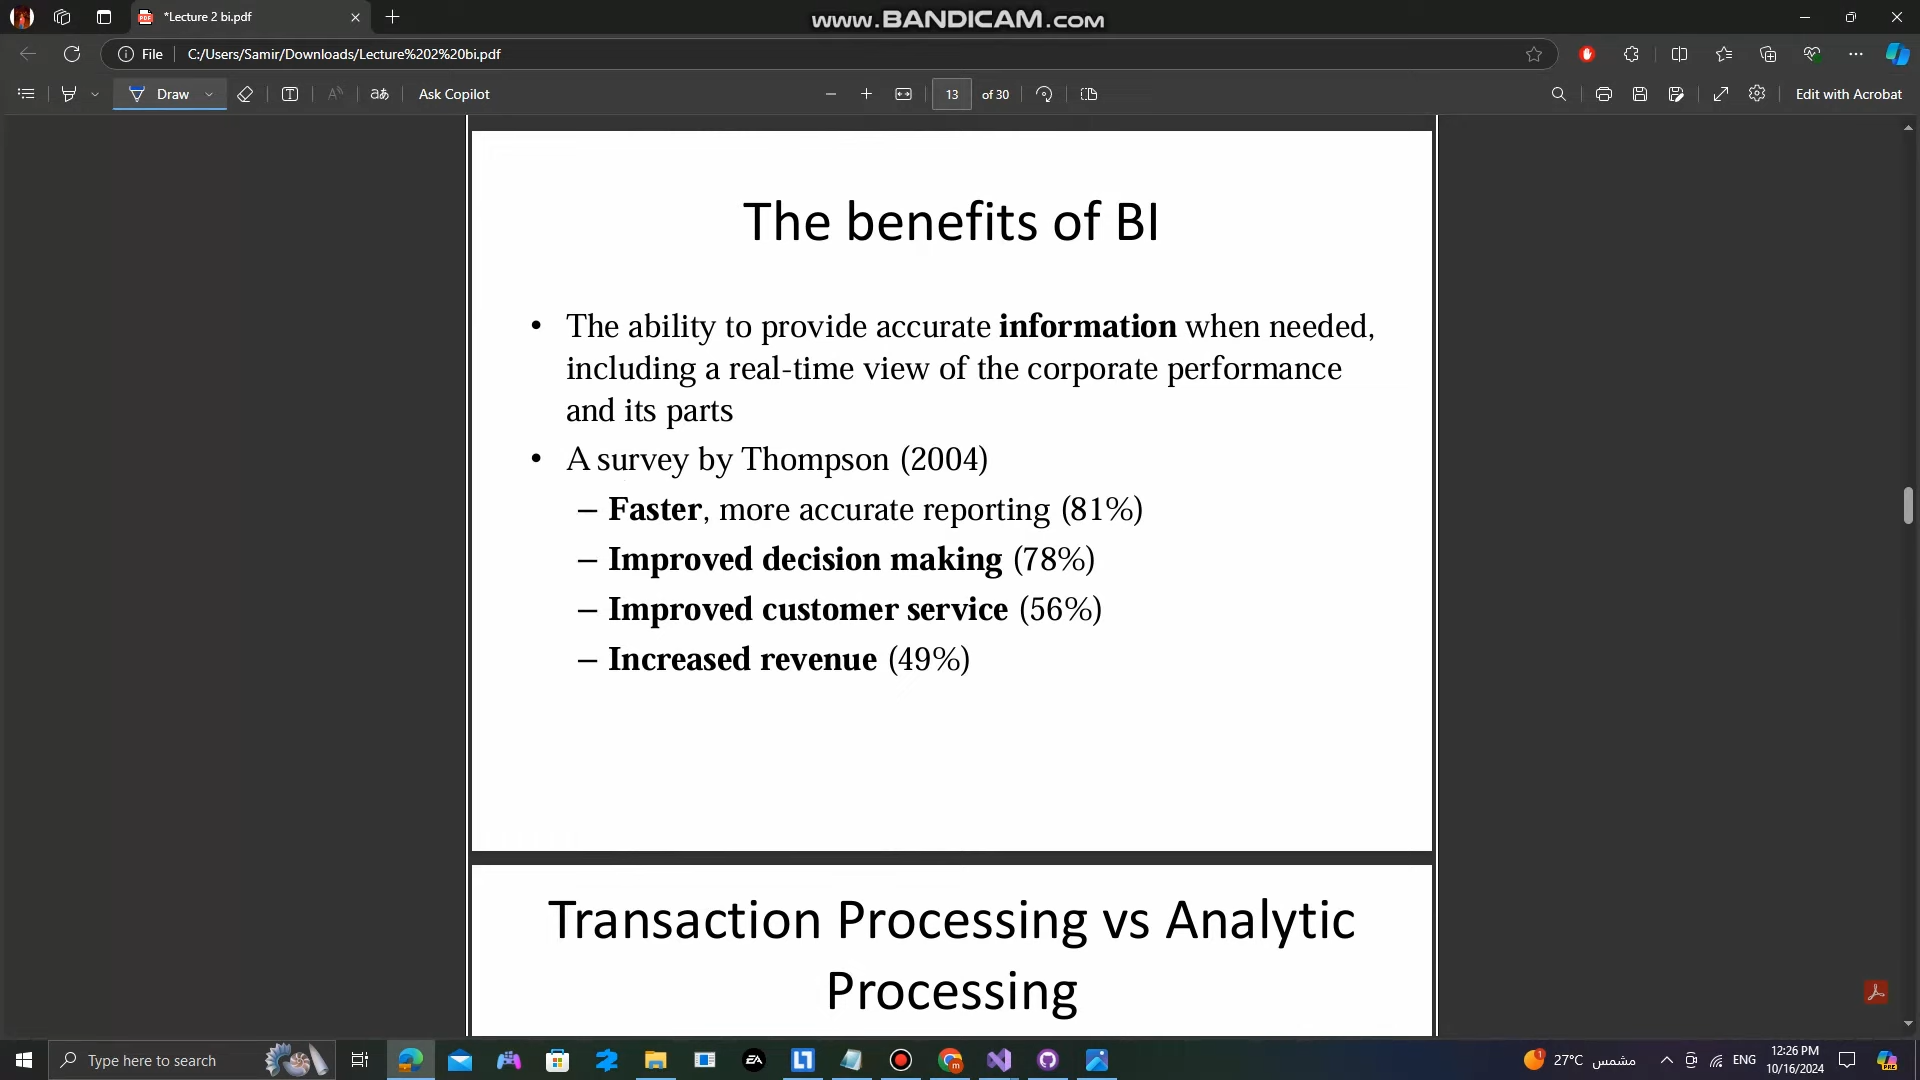 *Lecture 2 bi.pdf
www.BANDICAM.com
File
C:/Users/Samir/Downloads/Lecture%202%20bi.pdf
Draw
aあ
Ask Copilot
13
of 30
Edit with Acrobat
The benefits of BI
• The ability to provide accurate information when needed,
including a real-time view of the corporate performance
and its parts
• A survey by Thompson (2004)
– Faster, more accurate reporting (81%)
– Improved decision making (78%)
– Improved customer service (56%)
– Increased revenue (49%)
Transaction Processing vs Analytic
Processing
Type here to search
27°C مشمس
ENG
12:26 PM
10/16/2024